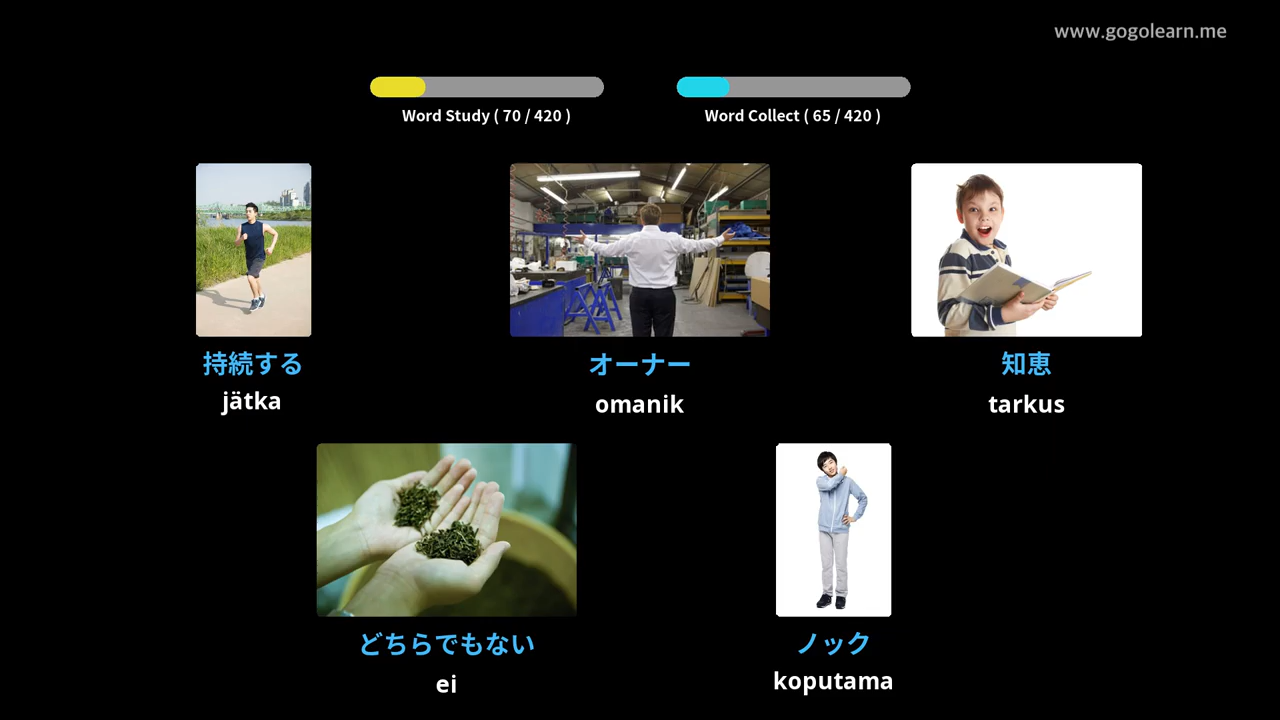 www.gogolearn.me
Word Study ( 70 / 420 )
Word Collect ( 65 / 420 )
持続する
jätka
オーナー
omanik
知恵
tarkus
どちらでもない
ei
ノック
koputama